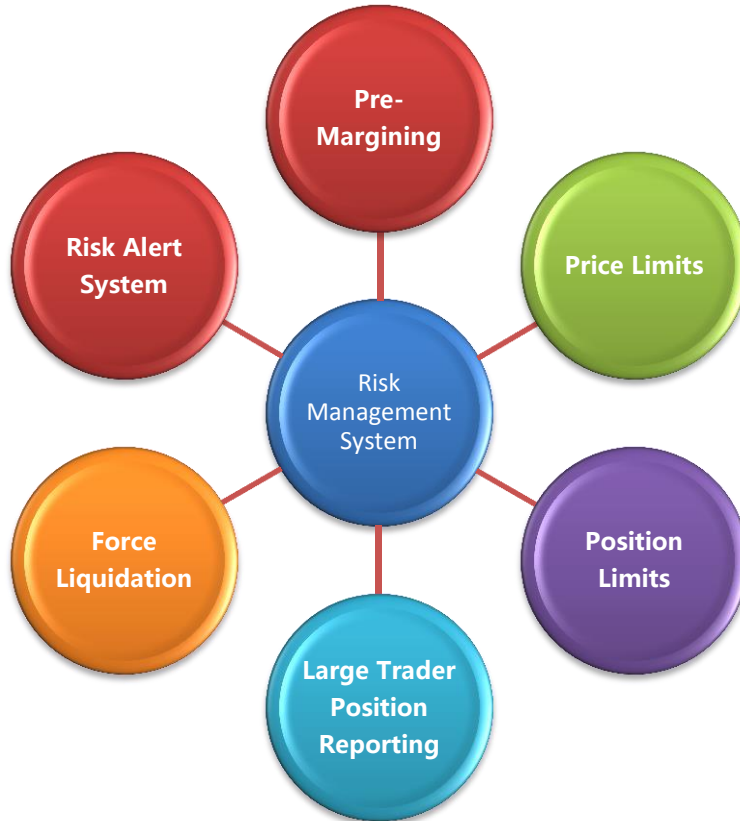 Pre-
Margining
Risk Alert
System
Price Limits
Risk
Management
System
Force
Liquidation
Position
Limits
Large Trader
Position
Reporting